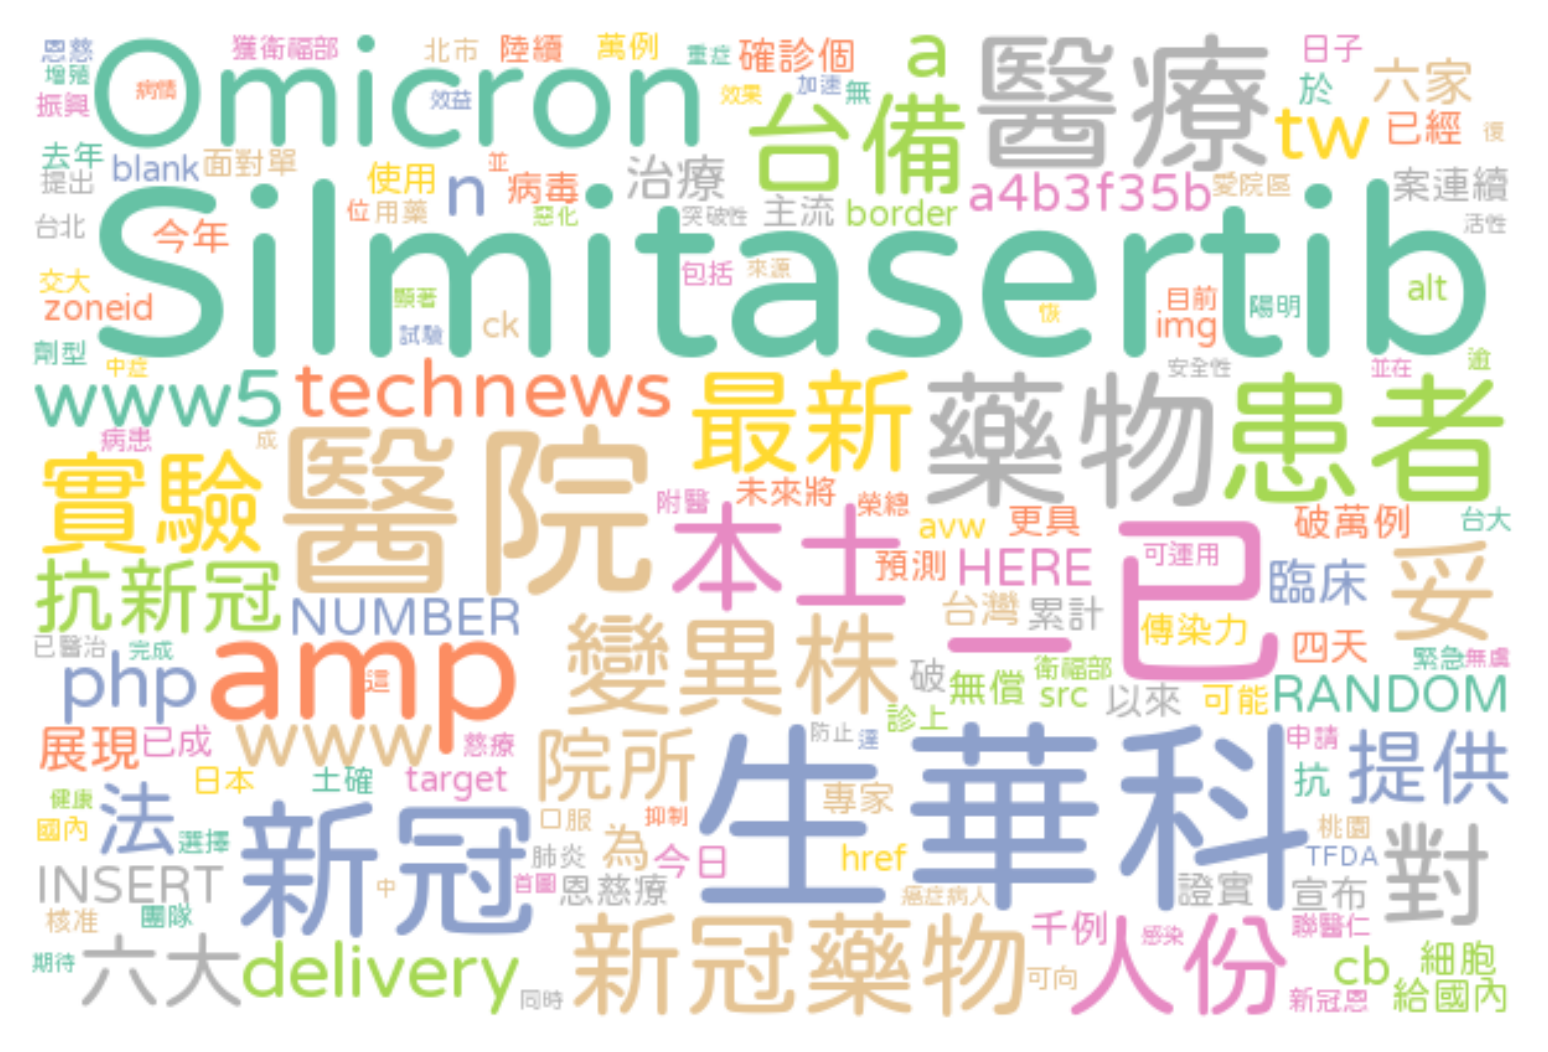 恩慈 獲衛福部 北市 陸續 萬例 重症 確診個 a 日子
Omicron 醫療 六家
增殖 病情 效益 效果 加速 無 於
振興 台備 tw 已經 復
去年 blank 面對單 使用 並 n 病毒 治療 a4b3f35b 愛院區 案連續
提出 位 用藥 惡化 突破性 主流 border 活性
台北 今年 Silmitasertib
交大 包括 來源 alt
zoneid 顯著 ck 恢 目前 陽明
試驗 img
劑型 中症 安全性 並在 逾
www5 technews 最新 藥物 患者
病患 成 醫院
實驗 附醫 未來將 榮總 avw 更具 破萬例 台大
本土 已 可運用 妥
抗新冠 預測 HERE 臨床
NUMBER 台灣 累計 傳染力
已醫治 完成 amp 變異株 一 四天 緊急 無虞
php 這 破 無償 衛福部 src 以來 可能 RANDOM
診上
展現 已成 www 慈療 院所 生華科 防止 達 申請 提供
日本 土確 target 抗
健康 法 新冠 口服 抑制 專家 桃園
國內 選擇 為 今日 href TFDA 對
INSERT 中 肺炎 首圖 恩慈療 癌症病人 證實 宣布
核准 團隊 新冠藥物 千例 感染 人份 聯醫仁
期待 六大 delivery 同時 可向 cb 細胞
新冠恩 給國內